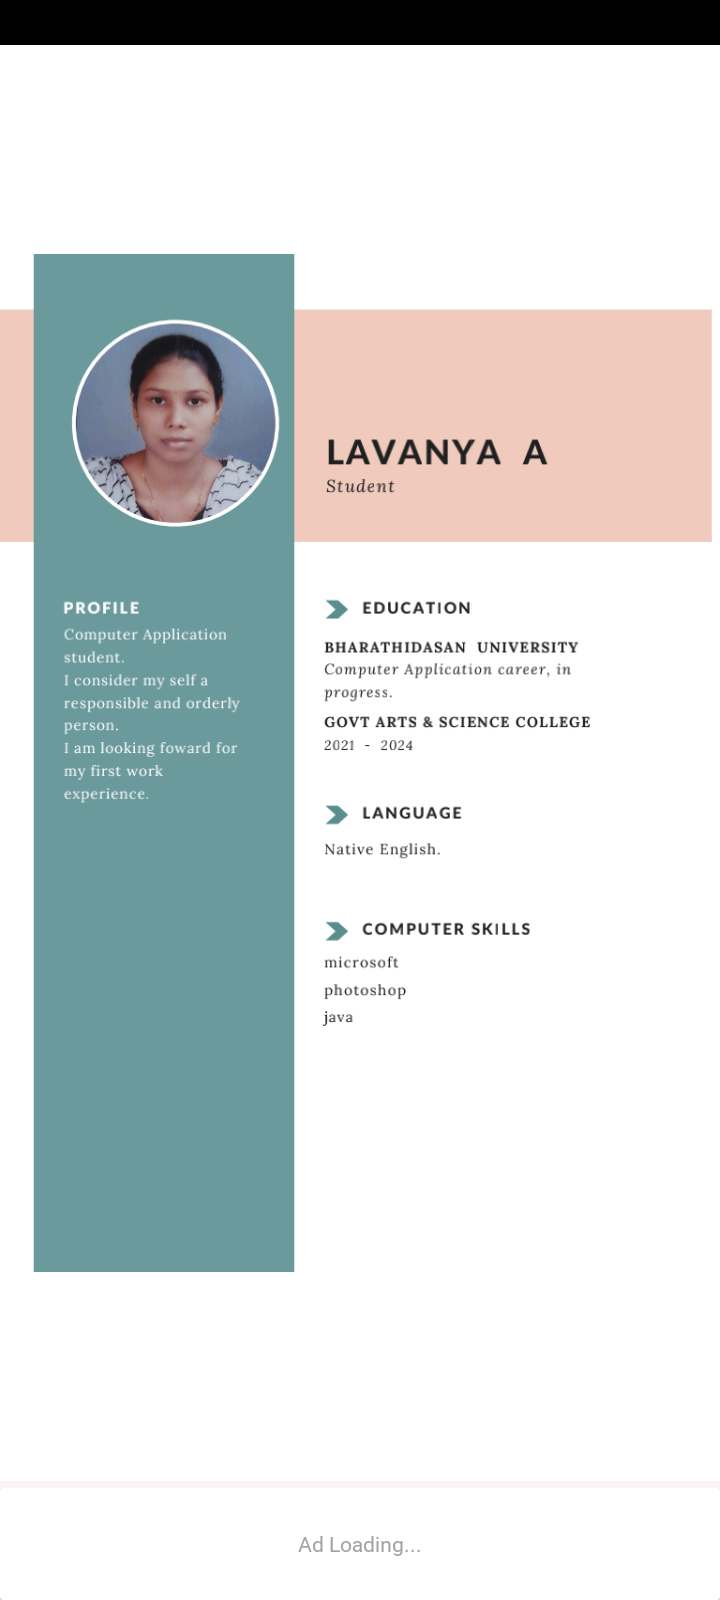 LAVANYA A
Student
PROFILE
Computer Application
student.
I consider my self a
responsible and orderly
person.
I am looking foward for
my first work
experience.
EDUCATION
BHARATHIDASAN UNIVERSITY
Computer Application career, in
progress.
GOVT ARTS & SCIENCE COLLEGE
2021 - 2024
LANGUAGE
Native English.
COMPUTER SKILLS
microsoft
photoshop
java
Ad Loading...